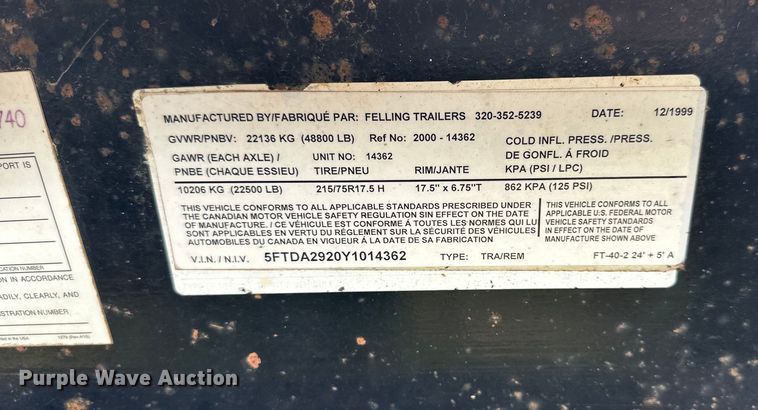 740
PORT IS
ICATION NUMBER
CCORDANCE
ADILY, CLEARLY, AND
ISTRATION NUMBER.
MANUFACTURED BY/FABRIQUÉ PAR: FELLING TRAILERS 320-352-5239 DATE: 12/1999
GVWR/PNBV: 22136 KG (48800 LB) Ref No: 2000 - 14362 COLD INFL. PRESS. /PRESS.
GAWR (EACH AXLE) / UNIT NO: 14362 DE GONFL. Á FROID
PNBE (CHAQUE ESSIEU) TIRE/PNEU RIM/JANTE KPA (PSI / LPC)
10206 KG (22500 LB) 215/75R17.5 H 17.5" x 6.75"T 862 KPA (125 PSI)
THIS VEHICLE CONFORMS TO ALL APPLICABLE STANDARDS PRESCRIBED UNDER
THE CANADIAN MOTOR VEHICLE SAFETY REGULATION SIN EFFECT ON THE DATE
OF MANUFACTURE. / CE VÉHICULE EST CONFORME Á TOUTES LES NORMES QUI LUI
SONT APPLICABLES EN VERTU DU RÉGLEMENT SUR LA SÉCURITÉ DES VÉHICULES
AUTOMOBILES DU CANADA EN VIGUEUR Á LA DATE DE SA FABRICATION
THIS VEHICLE CONFORMS TO ALL
APPLICABLE U.S. FEDERAL MOTOR
VEHICLE SAFETY STANDARDS
IN EFFECT ON THE DATE OF
MANUFACTURE SHOWN ABOVE
V.I.N. / N.I.V. 5FTDA2920Y1014362 TYPE: TRA/REM FT-40-2 24' + 5' A
Purple Wave Auction